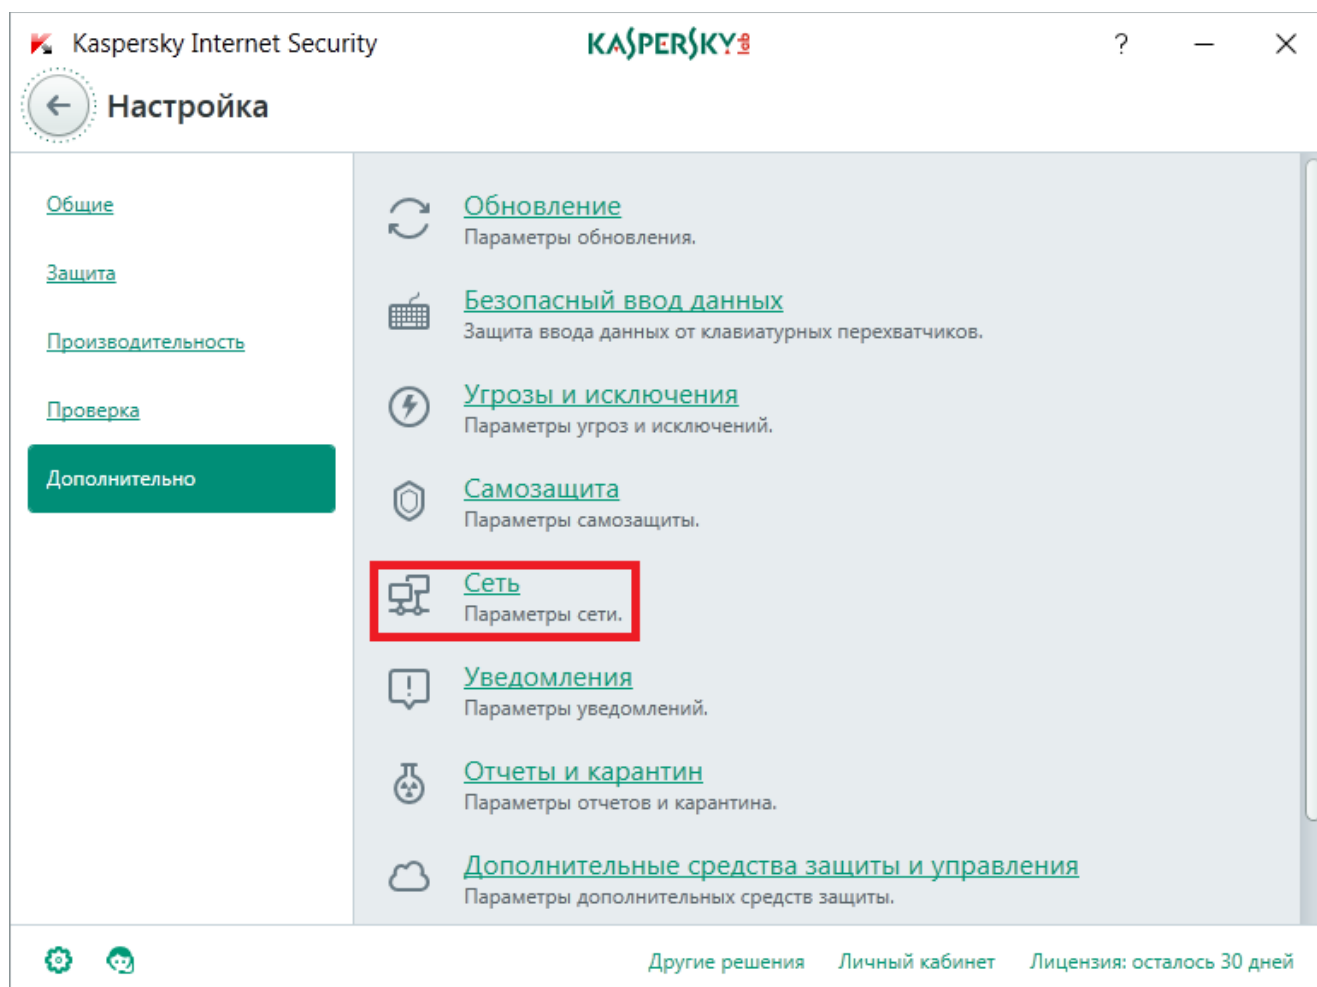 Kaspersky Internet Security
KASPERSKY lab
?
Настройка
Общие
Защита
Производительность
Проверка
Дополнительно
Обновление
Параметры обновления.
Безопасный ввод данных
Защита ввода данных от клавиатурных перехватчиков.
Угрозы и исключения
Параметры угроз и исключений.
Самозащита
Параметры самозащиты.
Сеть
Параметры сети.
Уведомления
Параметры уведомлений.
Отчеты и карантин
Параметры отчетов и карантина.
Дополнительные средства защиты и управления
Параметры дополнительных средств защиты.
Другие решения
Личный кабинет
Лицензия: осталось 30 дней